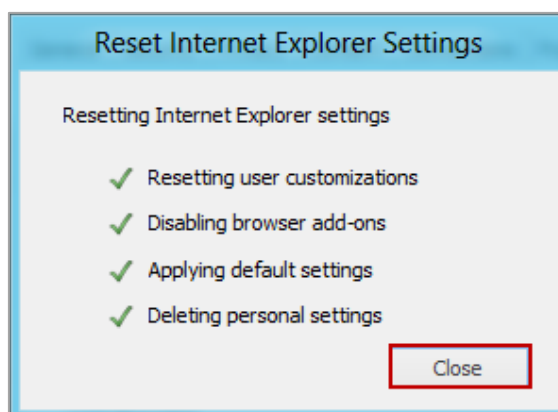 Reset Internet Explorer Settings
Resetting Internet Explorer settings
Resetting user customizations
Disabling browser add-ons
Applying default settings
Deleting personal settings
Close